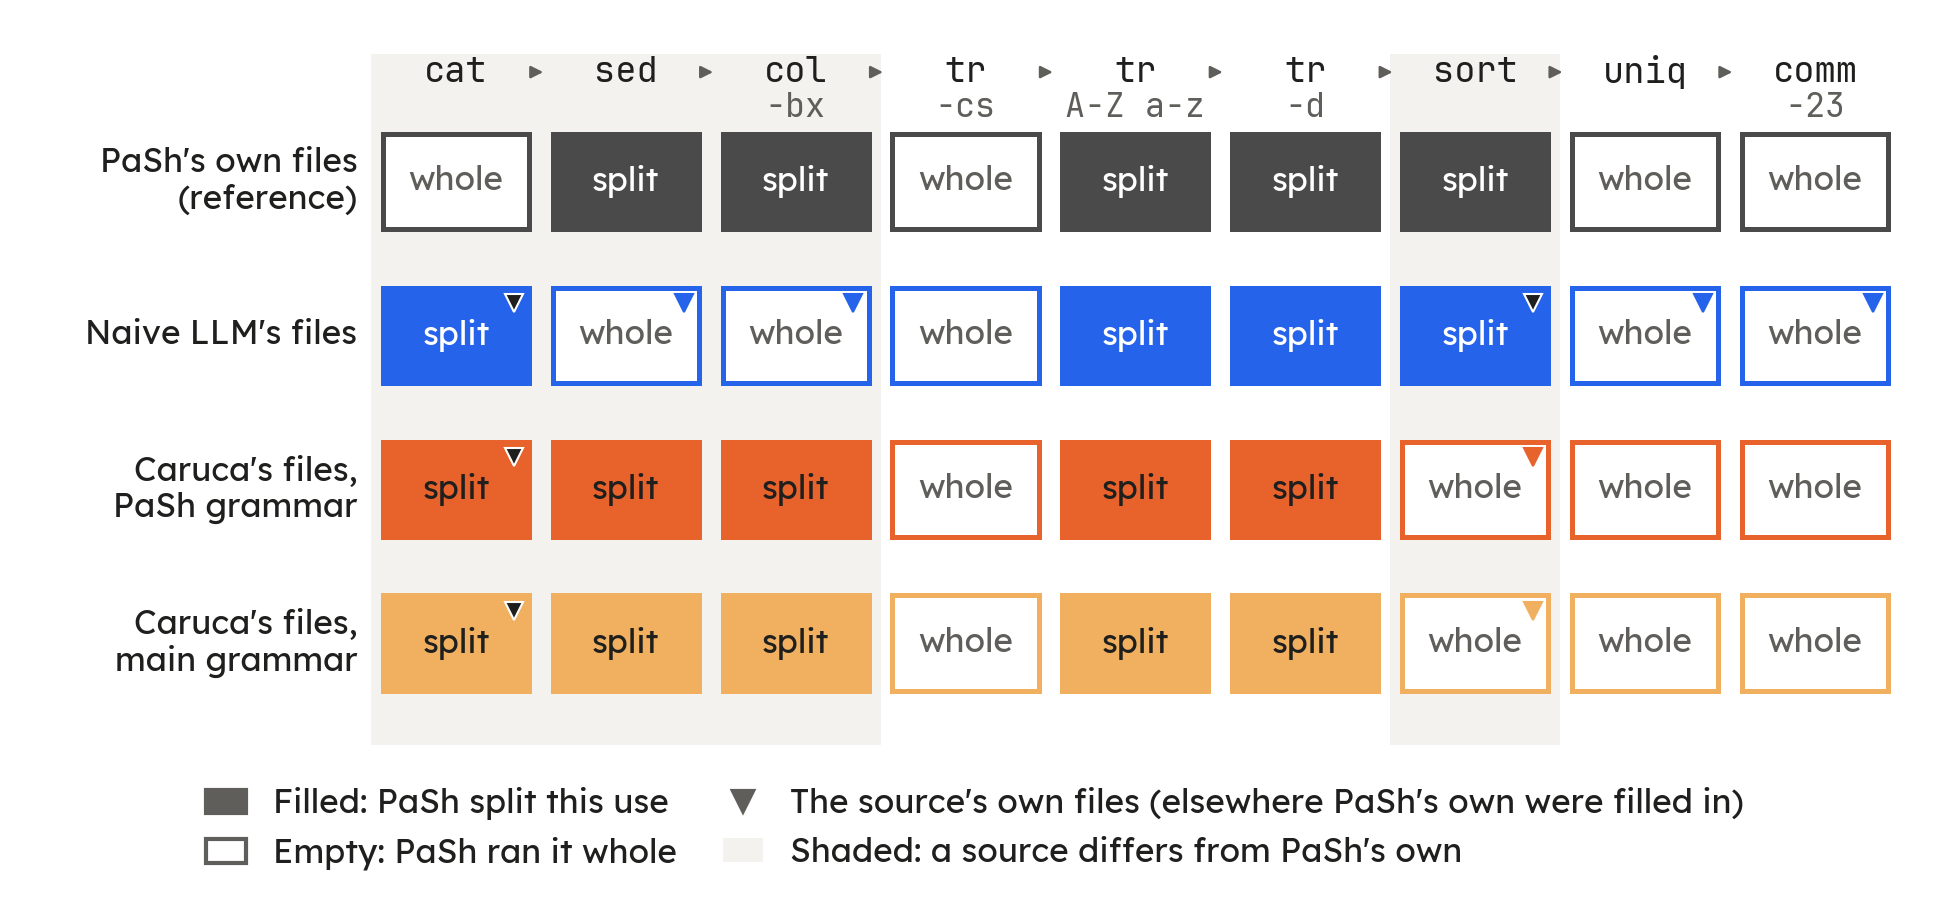 cat ▸ sed ▸ col ▸ tr ▸ tr ▸ tr ▸ sort ▸ uniq ▸ comm
-bx -cs A-Z a-z -d -23
PaSh's own files
(reference)
whole split split whole split split split whole whole
Naive LLM's files
split whole whole whole split split split whole whole
Caruca's files,
PaSh grammar
split split split whole split split whole whole whole
Caruca's files,
main grammar
split split split whole split split whole whole whole
Filled: PaSh split this use
Empty: PaSh ran it whole
The source's own files (elsewhere PaSh's own were filled in)
Shaded: a source differs from PaSh's own